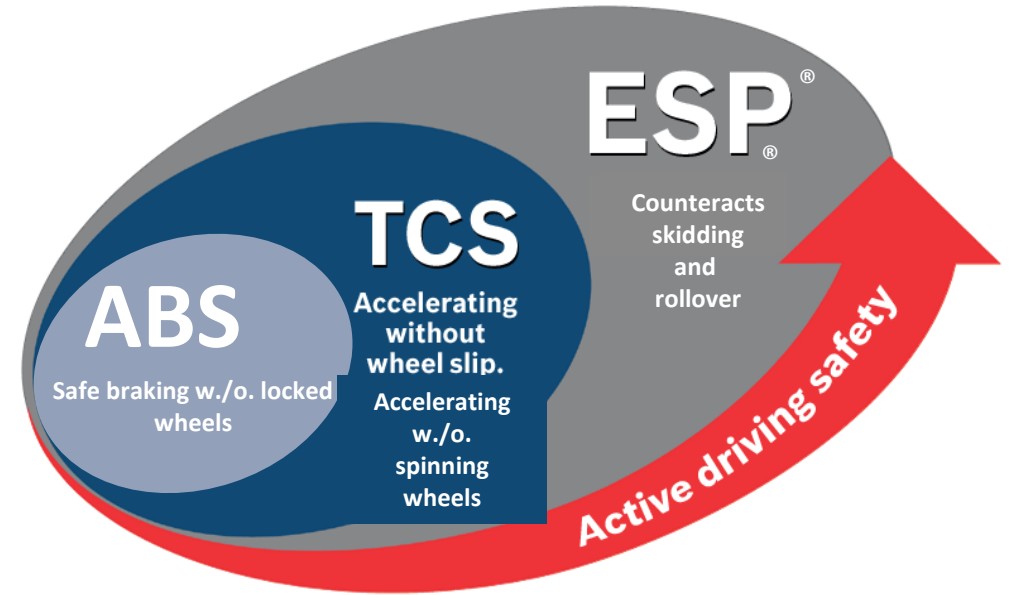 ESP®
®
Counteracts
skidding
and
rollover
TCS
Accelerating
without
wheel slip.
Accelerating
w./o.
spinning
wheels
ABS
Safe braking w./o. locked
wheels
Active driving safety